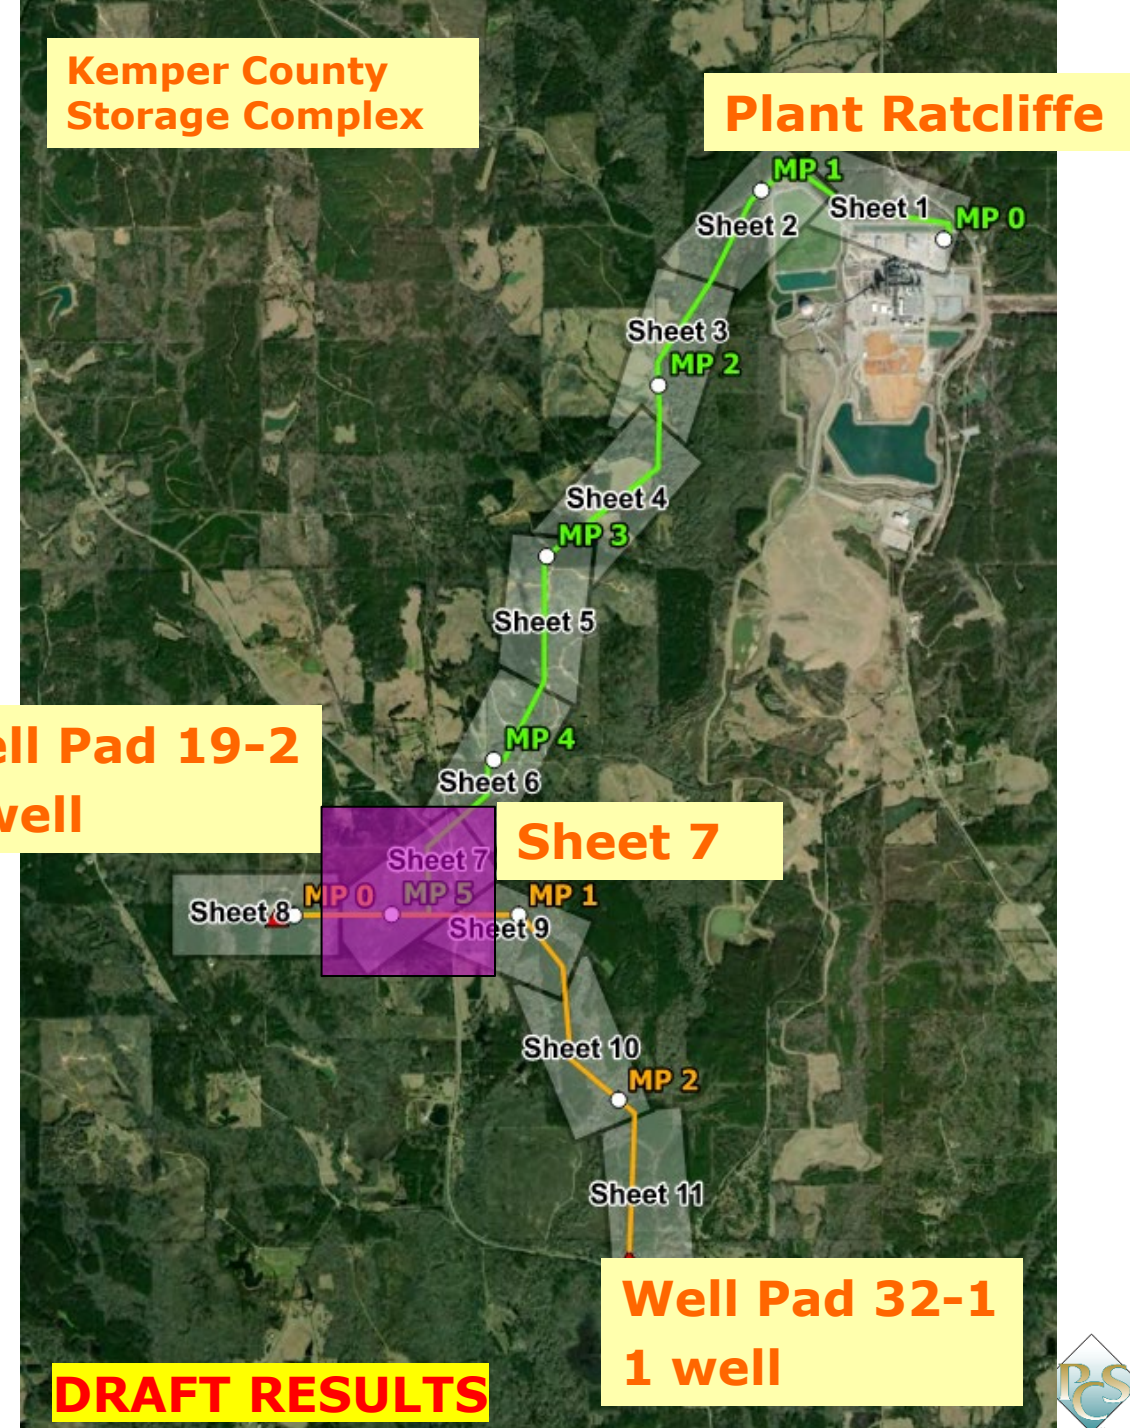 Kemper County
Storage Complex
Plant Ratcliffe
MP 1
Sheet 1
MP 0
Sheet 2
Sheet 3
MP 2
Sheet 4
MP 3
Sheet 5
MP 4
Sheet 6
ell Pad 19-2
well
Sheet 7
Sheet 7
MP 0
MP 5
MP 1
Sheet 8
Sheet 9
Sheet 10
MP 2
Sheet 11
Well Pad 32-1
1 well
DRAFT RESULTS
PCS